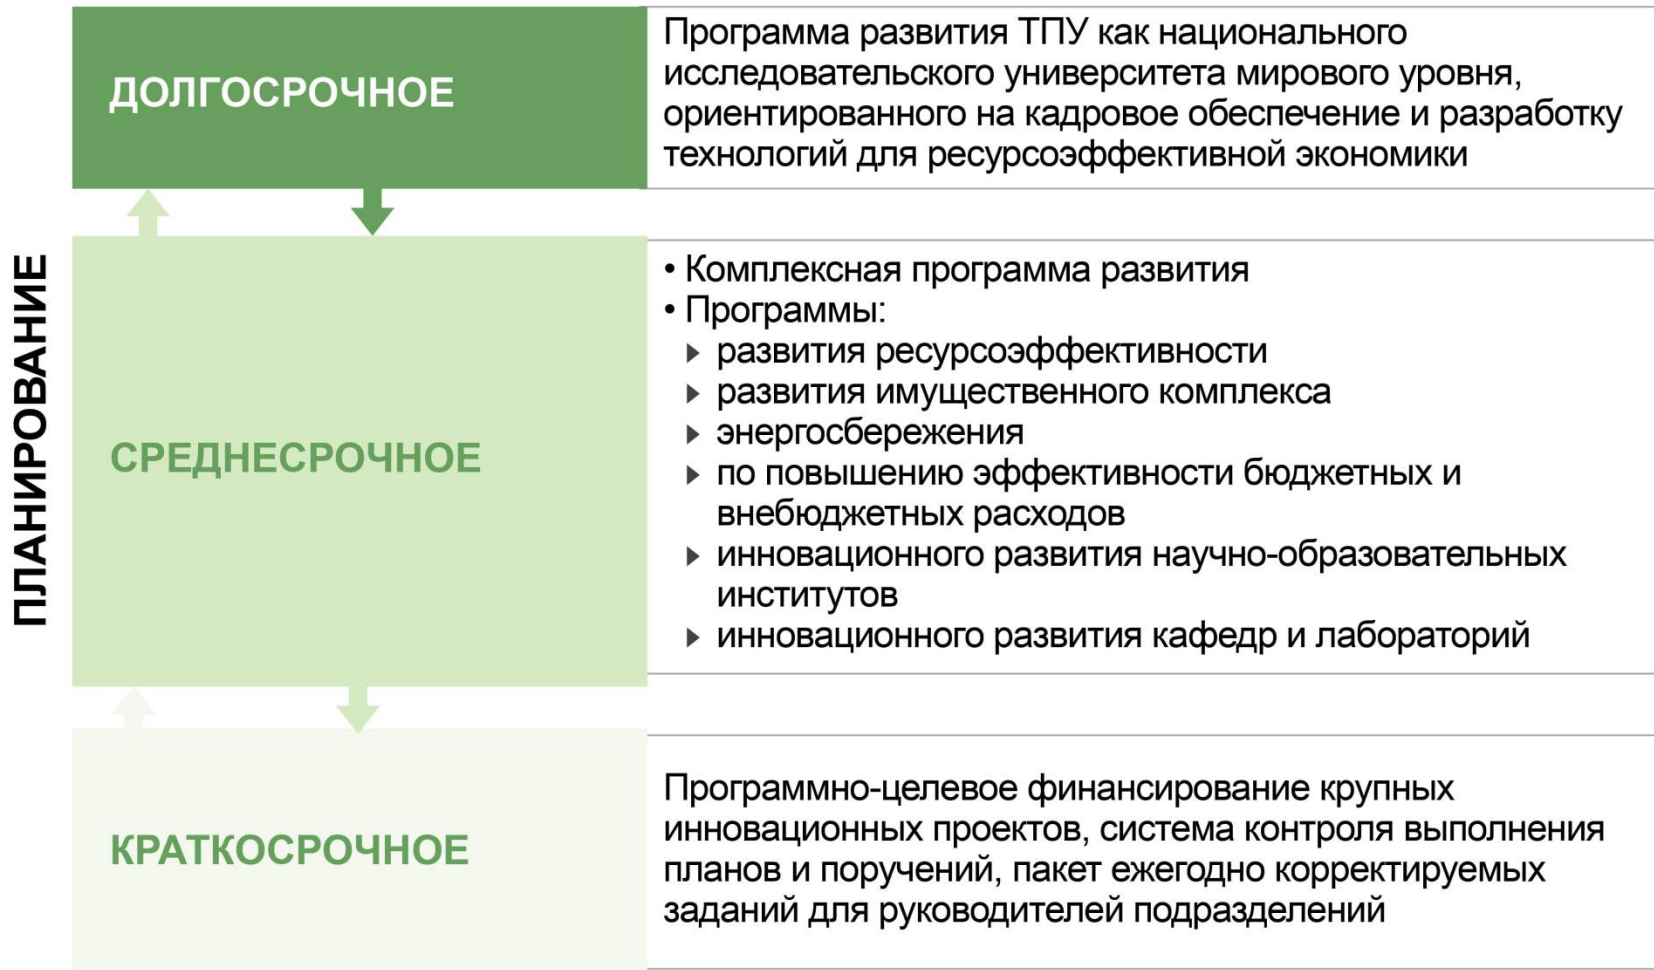 ПЛАНИРОВАНИЕ
ДОЛГОСРОЧНОЕ
Программа развития ТПУ как национального
исследовательского университета мирового уровня,
ориентированного на кадровое обеспечение и разработку
технологий для ресурсоэффективной экономики
СРЕДНЕСРОЧНОЕ
• Комплексная программа развития
• Программы:
▸ развития ресурсоэффективности
▸ развития имущественного комплекса
▸ энергосбережения
▸ по повышению эффективности бюджетных и
внебюджетных расходов
▸ инновационного развития научно-образовательных
институтов
▸ инновационного развития кафедр и лабораторий
КРАТКОСРОЧНОЕ
Программно-целевое финансирование крупных
инновационных проектов, система контроля выполнения
планов и поручений, пакет ежегодно корректируемых
заданий для руководителей подразделений